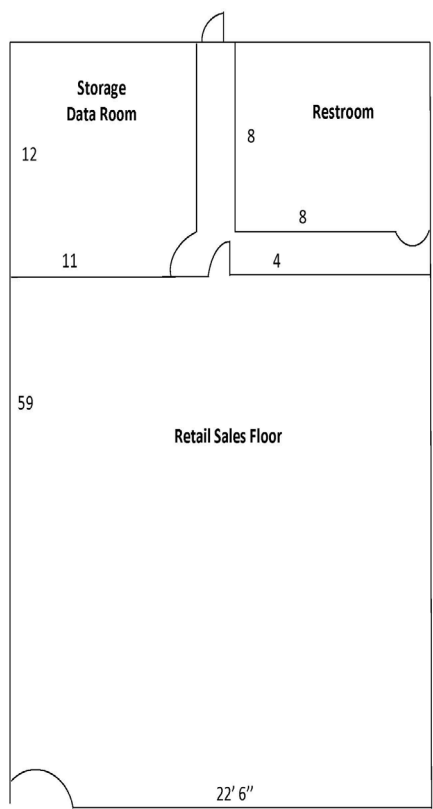 Storage
Data Room
Restroom
8
12
8
11
4
59
Retail Sales Floor
22' 6"